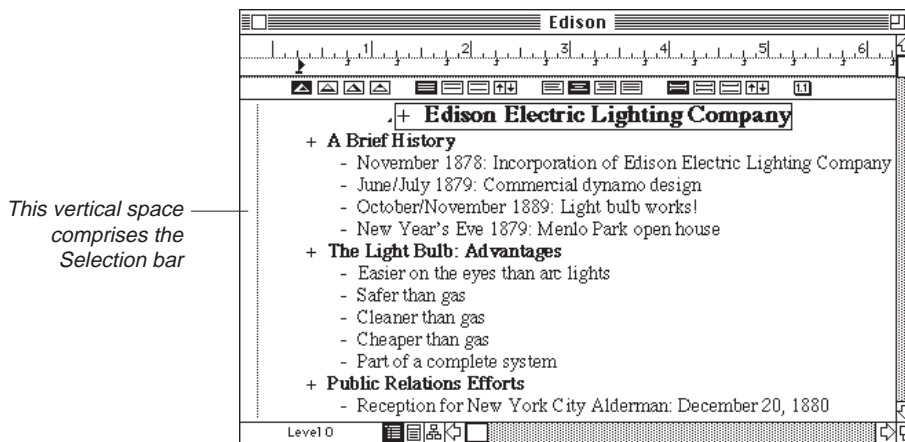 Edison
1 2 3 4 5 6
1.1
+ Edison Electric Lighting Company
+ A Brief History
- November 1878: Incorporation of Edison Electric Lighting Company
- June/July 1879: Commercial dynamo design
- October/November 1889: Light bulb works!
- New Year's Eve 1879: Menlo Park open house
+ The Light Bulb: Advantages
- Easier on the eyes than arc lights
- Safer than gas
- Cleaner than gas
- Cheaper than gas
- Part of a complete system
+ Public Relations Efforts
- Reception for New York City Alderman: December 20, 1880
Level 0
This vertical space
comprises the
Selection bar